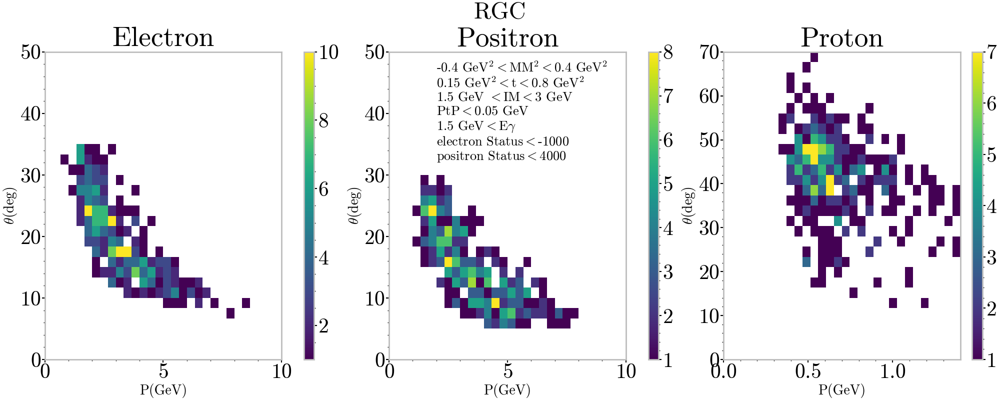 RGC
Electron
Positron
Proton
50
40
30
20
10
0
0
5
10
θ(deg)
P(GeV)
10
8
6
4
2
50
40
30
20
10
0
0
5
10
θ(deg)
P(GeV)
-0.4 GeV² < MM² < 0.4 GeV²
0.15 GeV² < t < 0.8 GeV²
1.5 GeV < IM < 3 GeV
PtP < 0.05 GeV
1.5 GeV < Eγ
electron Status < -1000
positron Status < 4000
8
7
6
5
4
3
2
1
70
60
50
40
30
20
10
0
0.0
0.5
1.0
θ(deg)
P(GeV)
7
6
5
4
3
2
1